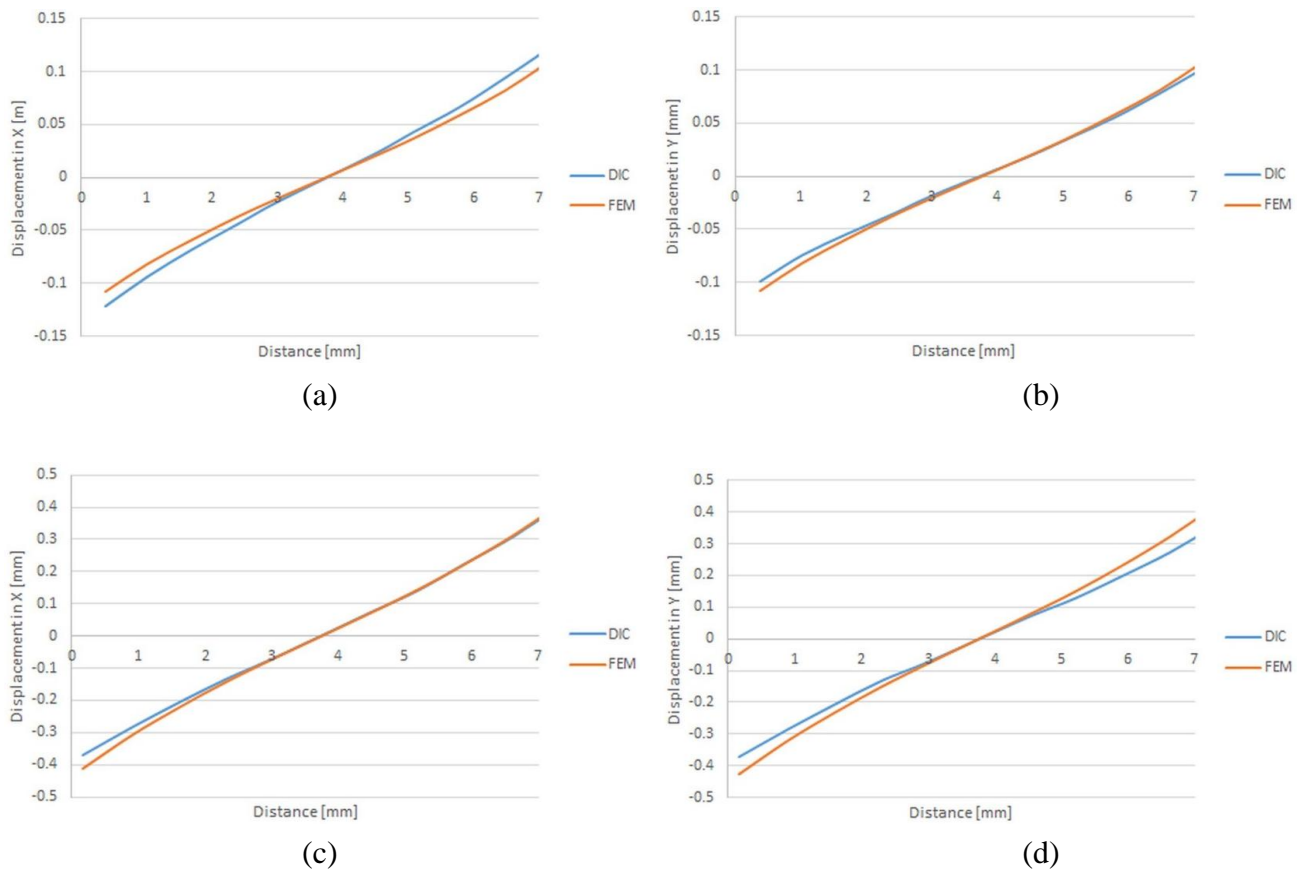 0.15
0.1
0.05
0
-0.05
-0.1
-0.15
0 1 2 3 4 5 6 7
Displacement in X [m]
Distance [mm]
DIC
FEM
(a)
0.15
0.1
0.05
0
-0.05
-0.1
-0.15
0 1 2 3 4 5 6 7
Displacenet in Y [mm]
Distance [mm]
DIC
FEM
(b)
0.5
0.4
0.3
0.2
0.1
0
-0.1
-0.2
-0.3
-0.4
-0.5
0 1 2 3 4 5 6 7
Displacement in X [mm]
Distance [mm]
DIC
FEM
(c)
0.5
0.4
0.3
0.2
0.1
0
-0.1
-0.2
-0.3
-0.4
-0.5
0 1 2 3 4 5 6 7
Displacement in Y [mm]
Distance [mm]
DIC
FEM
(d)